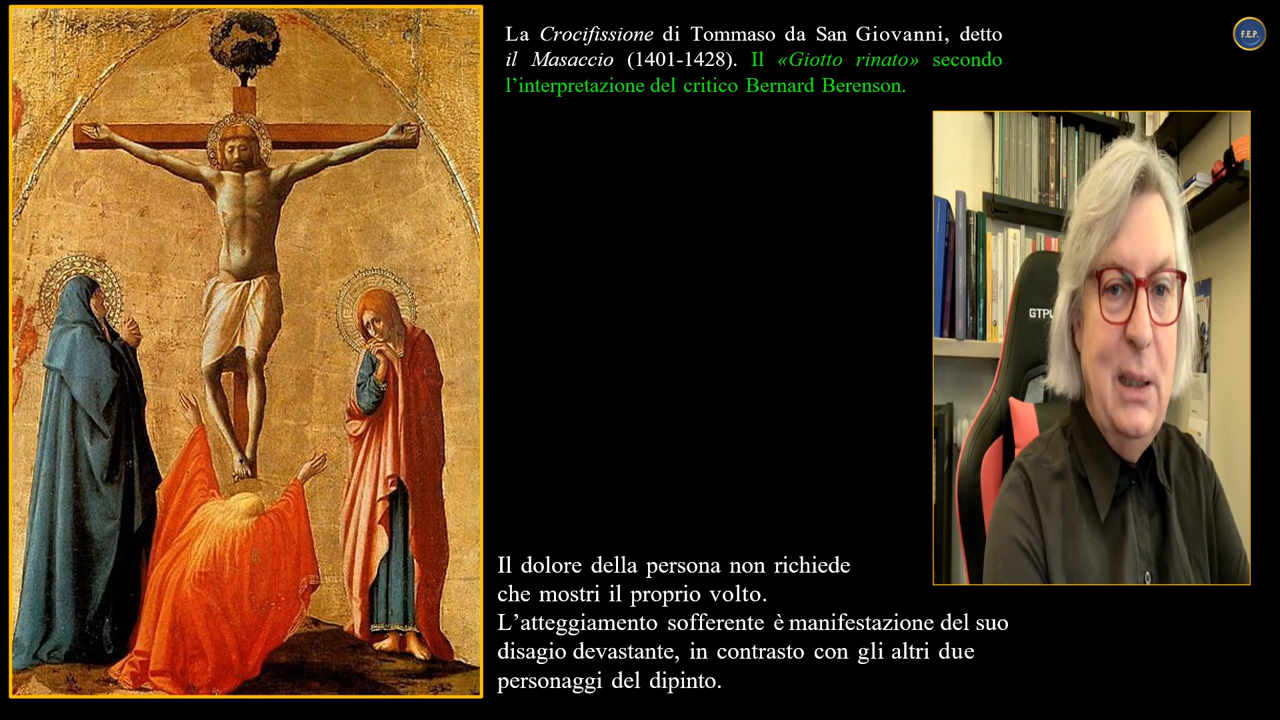 La Crocifissione di Tommaso da San Giovanni, detto
il Masaccio (1401-1428). Il «Giotto rinato» secondo
l’interpretazione del critico Bernard Berenson.
F.E.P.
GTPL
Il dolore della persona non richiede
che mostri il proprio volto.
L’atteggiamento sofferente è manifestazione del suo
disagio devastante, in contrasto con gli altri due
personaggi del dipinto.